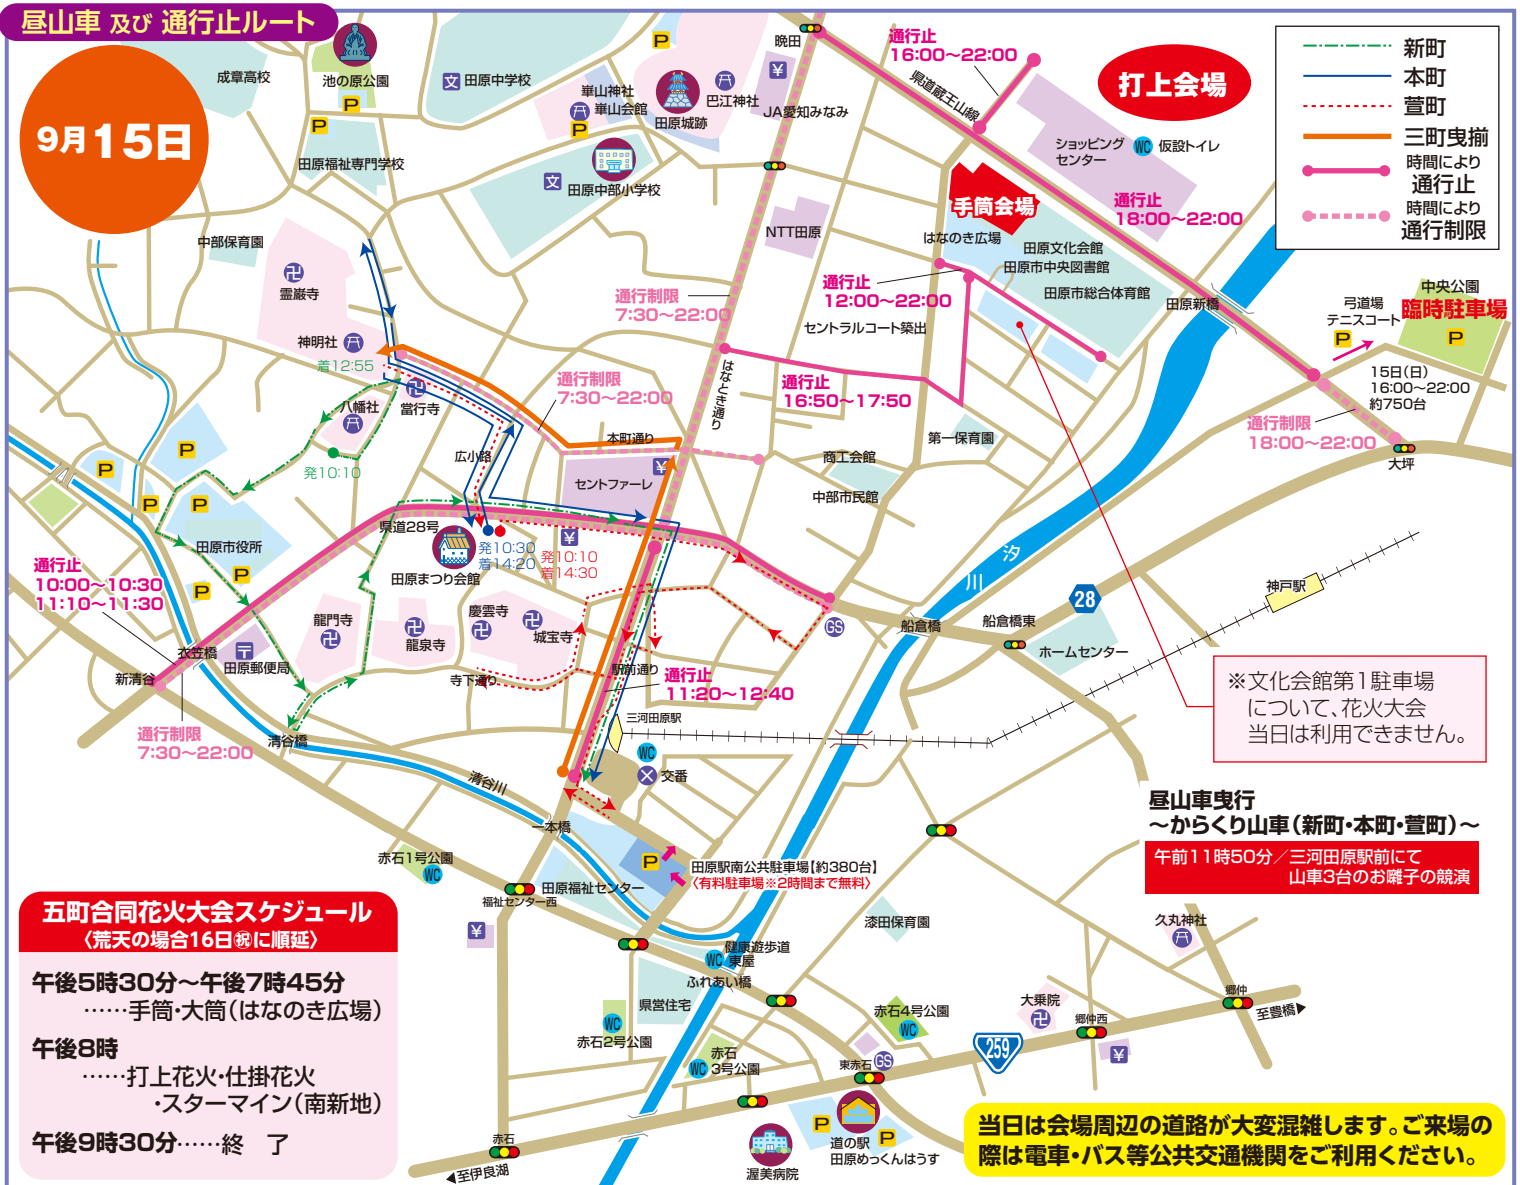 昼山車 及び 通行止ルート
9月15日
成章高校
池の原公園
P
P
文 田原中学校
P
崋山神社
崋山会館
P
田原城跡
巴江神社
晩田
¥
JA愛知みなみ
通行止
16:00〜22:00
県道蔵王山線
打上会場
新町
本町
萱町
三町曳揃
時間により
通行止
時間により
通行制限
ショッピング
センター
WC 仮設トイレ
通行止
18:00〜22:00
田原福祉専門学校
文 田原中部小学校
手筒会場
はなのき広場
NTT田原
田原文化会館
田原市中央図書館
田原市総合体育館
中部保育園
霊巌寺
神明社
着12:55
通行制限
7:30〜22:00
通行止
12:00〜22:00
セントラルコート築出
田原新橋
中央公園
弓道場
テニスコート
臨時駐車場
P
P
15日(日)
16:00〜22:00
約750台
通行制限
18:00〜22:00
大坪
八幡社
発10:10
當行寺
通行制限
7:30〜22:00
はなとき通り
通行止
16:50〜17:50
第一保育園
本町通り
広小路
セントファーレ
¥
商工会館
中部市民館
P
P
P
P
県道28号
田原市役所
P
P
田原まつり会館
発10:30
着14:20
¥
発10:10
着14:30
通行止
10:00〜10:30
11:10〜11:30
汐
川
28
神戸駅
龍門寺
龍泉寺
慶雲寺
城宝寺
GS
船倉橋
船倉橋東
ホームセンター
衣笠橋
〒
田原郵便局
新清谷
寺下通り
駅前通り
通行止
11:20〜12:40
※文化会館第1駐車場
について、花火大会
当日は利用できません。
通行制限
7:30〜22:00
清谷橋
三河田原駅
WC
交番
清谷川
一本橋
昼山車曳行
〜からくり山車(新町・本町・萱町)〜
午前11時50分／三河田原駅前にて
山車3台のお囃子の競演
赤石1号公園
WC
P
田原駅南公共駐車場【約380台】
〈有料駐車場※2時間まで無料〉
田原福祉センター
福祉センター西
¥
漆田保育園
久丸神社
五町合同花火大会スケジュール
〈荒天の場合16日㊗に順延〉
午後5時30分〜午後7時45分
……手筒・大筒(はなのき広場)
午後8時
……打上花火・仕掛花火
・スターマイン(南新地)
午後9時30分……終　了
WC
健康遊歩道
東屋
ふれあい橋
県営住宅
WC
赤石2号公園
WC
赤石
3号公園
赤石4号公園
WC
東赤石
GS
大乗院
郷仲西
¥
郷仲
至豊橋▶
259
赤石
◀至伊良湖
渥美病院
P
道の駅
田原めっくんはうす
P
当日は会場周辺の道路が大変混雑します。ご来場の
際は電車・バス等公共交通機関をご利用ください。